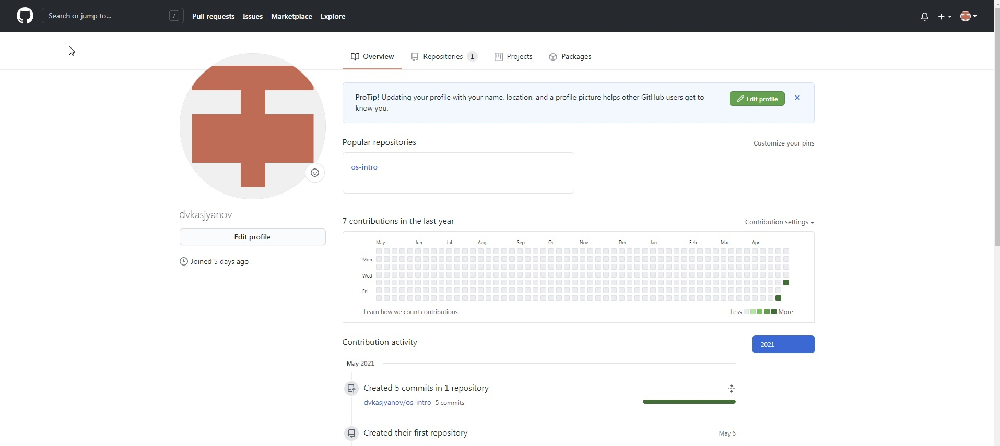 Search or jump to...
/
Pull requests
Issues
Marketplace
Explore
Overview
Repositories 1
Projects
Packages
ProTip! Updating your profile with your name, location, and a profile picture helps other GitHub users get to
know you.
Edit profile
Popular repositories
Customize your pins
os-intro
dvkasjyanov
Edit profile
Joined 5 days ago
7 contributions in the last year
Contribution settings
May Jun Jul Aug Sep Oct Nov Dec Jan Feb Mar Apr
Mon
Wed
Fri
Learn how we count contributions
Less
More
Contribution activity
2021
May 2021
Created 5 commits in 1 repository
dvkasjyanov/os-intro 5 commits
Created their first repository
May 6